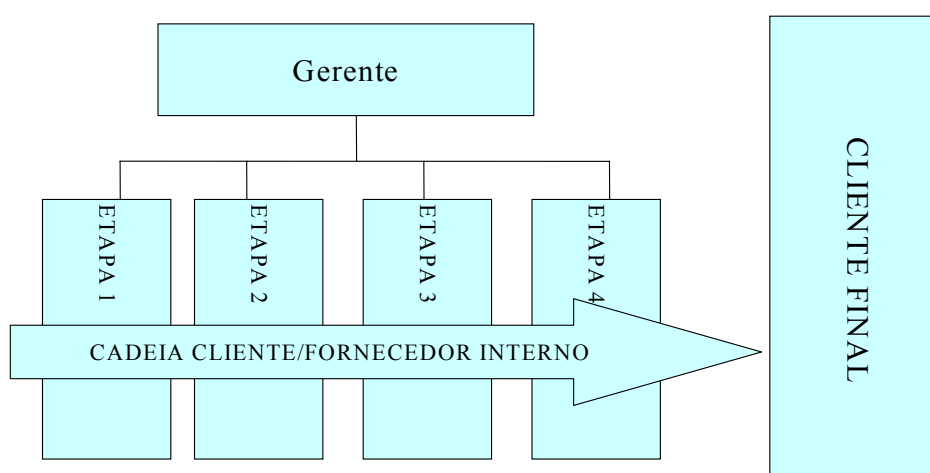 Gerente
ETAPA 1
ETAPA 2
ETAPA 3
ETAPA 4
CADEIA CLIENTE/FORNECEDOR INTERNO
CLIENTE FINAL